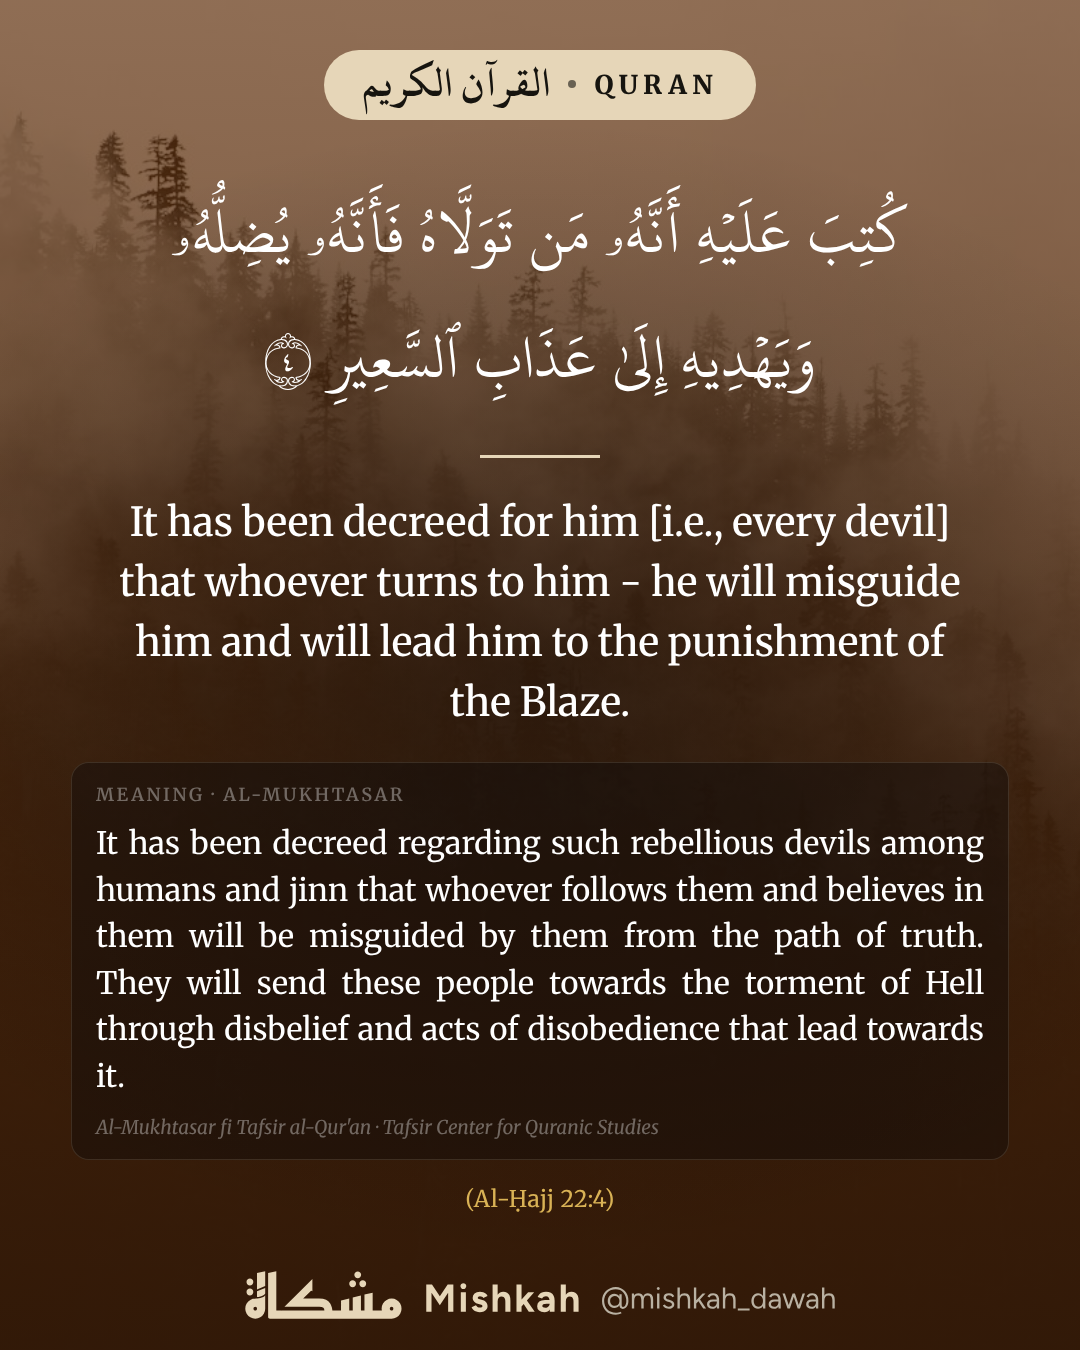 القرآن الكريم • QURAN
كُتِبَ عَلَيْهِ أَنَّهُۥ مَن تَوَلَّاهُ فَأَنَّهُۥ يُضِلُّهُۥ
وَيَهْدِيهِ إِلَىٰ عَذَابِ ٱلسَّعِيرِ ٤
It has been decreed for him [i.e., every devil]
that whoever turns to him - he will misguide
him and will lead him to the punishment of
the Blaze.
MEANING · AL-MUKHTASAR
It has been decreed regarding such rebellious devils among
humans and jinn that whoever follows them and believes in
them will be misguided by them from the path of truth.
They will send these people towards the torment of Hell
through disbelief and acts of disobedience that lead towards
it.
Al-Mukhtasar fi Tafsir al-Qur'an · Tafsir Center for Quranic Studies
(Al-Ḥajj 22:4)
مشكاة Mishkah @mishkah_dawah